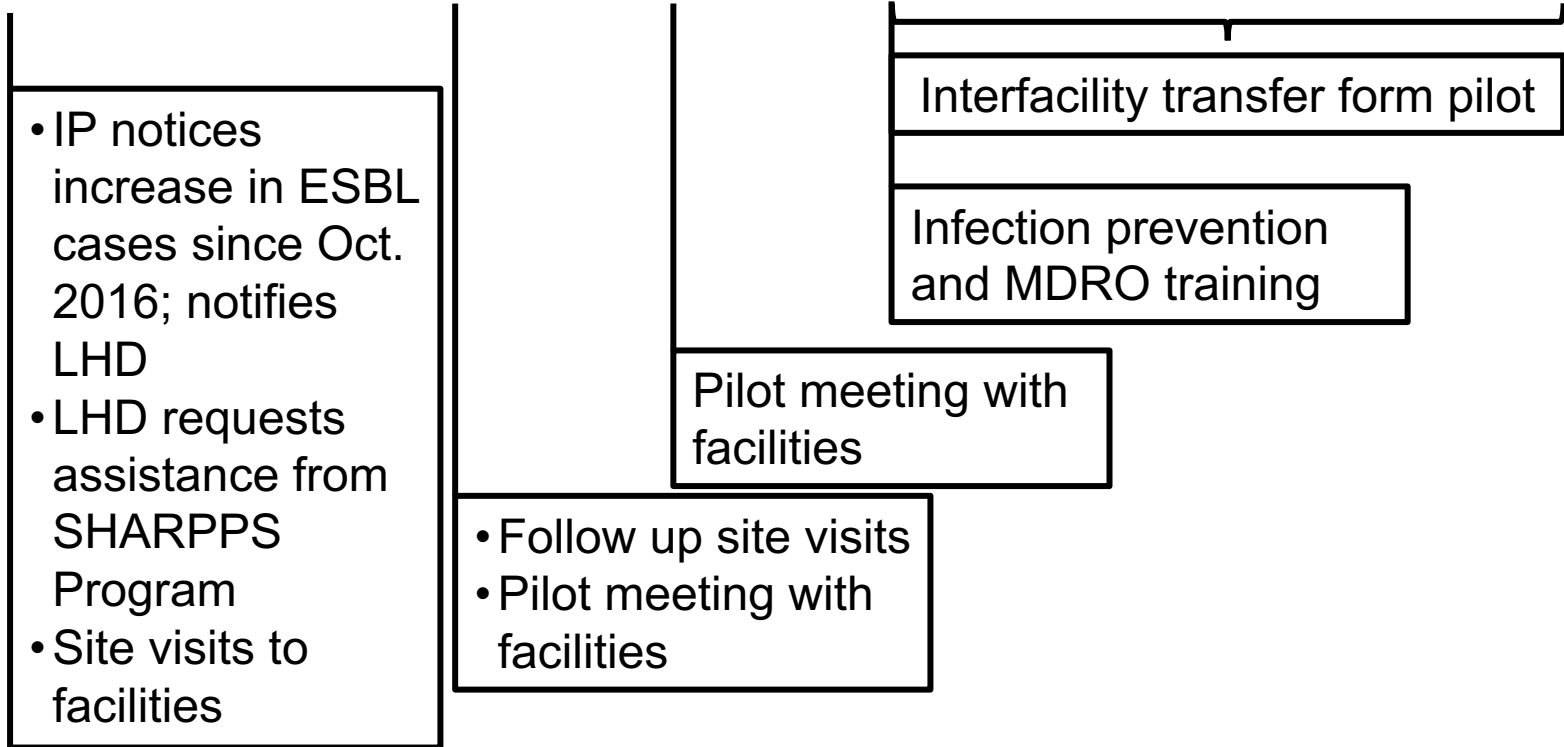 • IP notices
increase in ESBL
cases since Oct.
2016; notifies
LHD
• LHD requests
assistance from
SHARPPS
Program
• Site visits to
facilities
• Follow up site visits
• Pilot meeting with
facilities
Pilot meeting with
facilities
Interfacility transfer form pilot
Infection prevention
and MDRO training